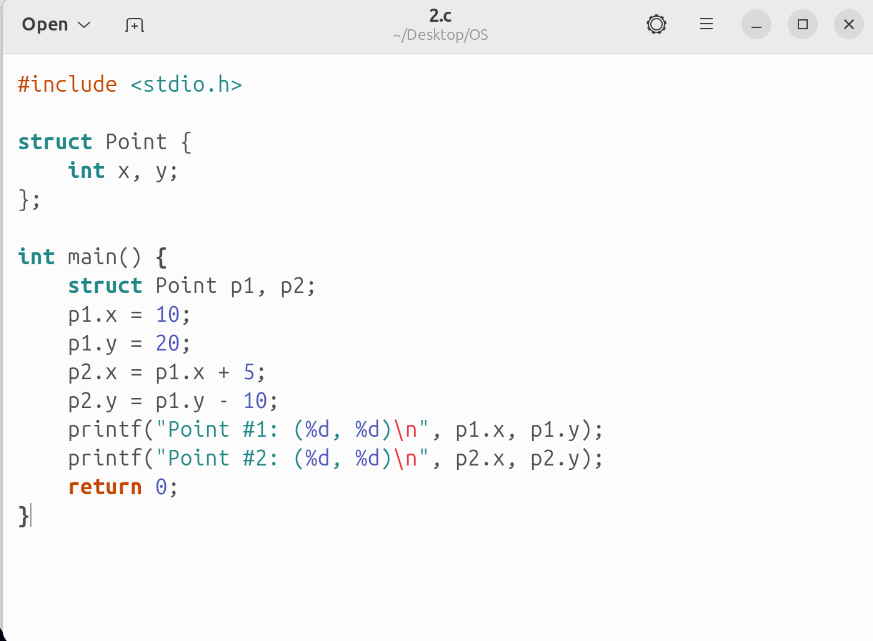 Open
2.c
~/Desktop/OS
#include <stdio.h>

struct Point {
    int x, y;
};

int main() {
    struct Point p1, p2;
    p1.x = 10;
    p1.y = 20;
    p2.x = p1.x + 5;
    p2.y = p1.y - 10;
    printf("Point #1: (%d, %d)\n", p1.x, p1.y);
    printf("Point #2: (%d, %d)\n", p2.x, p2.y);
    return 0;
}